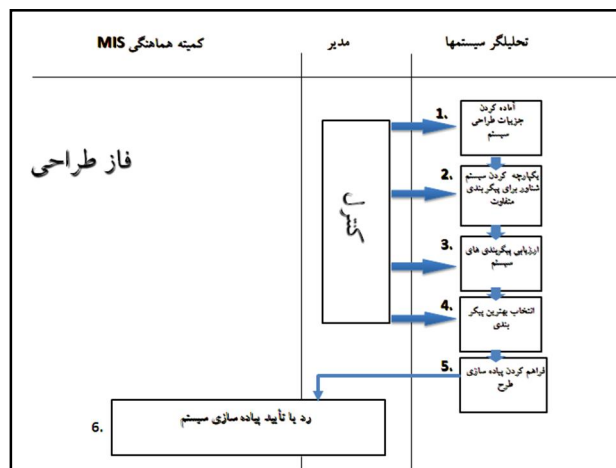 تحلیلگر سیستمها
مدیر
کمیته هماهنگی MIS
فاز طراحی
کنترل
1.
آماده کردن
جزییات طراحی
سیستم
2.
یکپارچه کردن سیستم
شناور برای پیکربندی
متفاوت
3.
ارزیابی پیکربندی های
سیستم
4.
انتخاب بهترین پیکر
بندی
5.
فراهم کردن پیاده سازی
طرح
6.
رد یا تأیید پیاده سازی سیستم